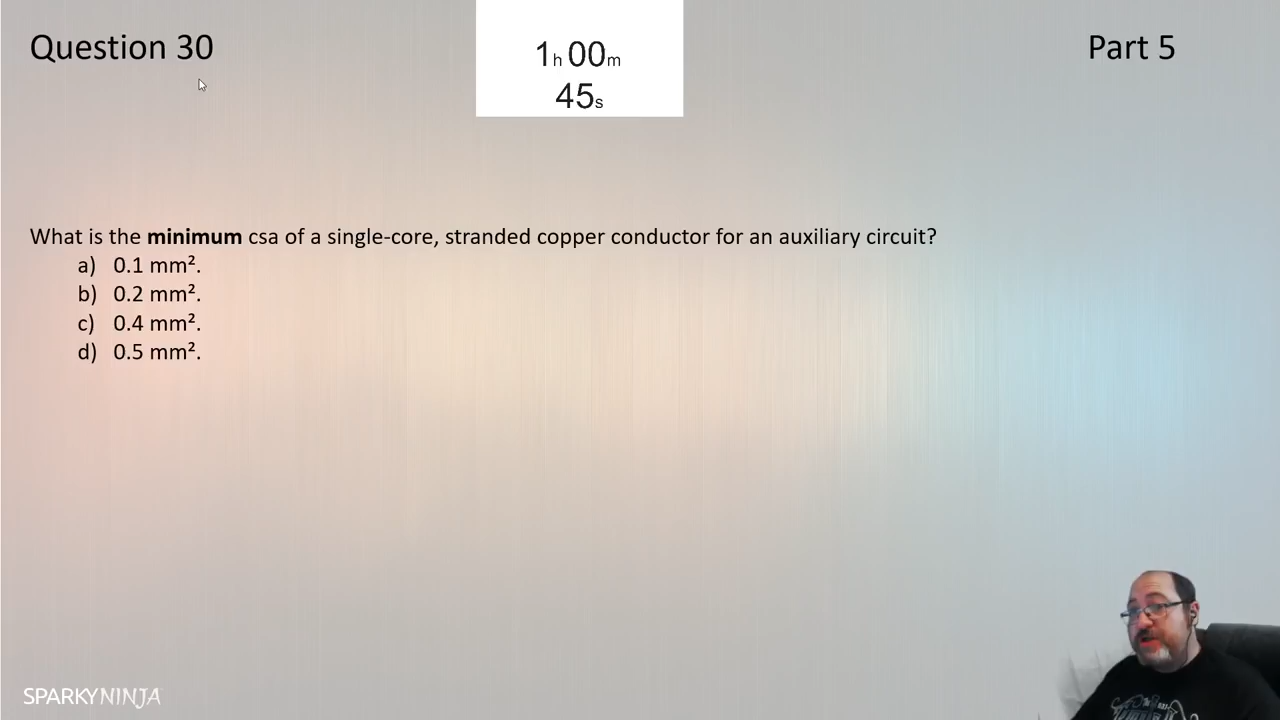 Question 30
1h 00m
45s
Part 5
What is the minimum csa of a single-core, stranded copper conductor for an auxiliary circuit?
a) 0.1 mm².
b) 0.2 mm².
c) 0.4 mm².
d) 0.5 mm².
SPARKYNINJA